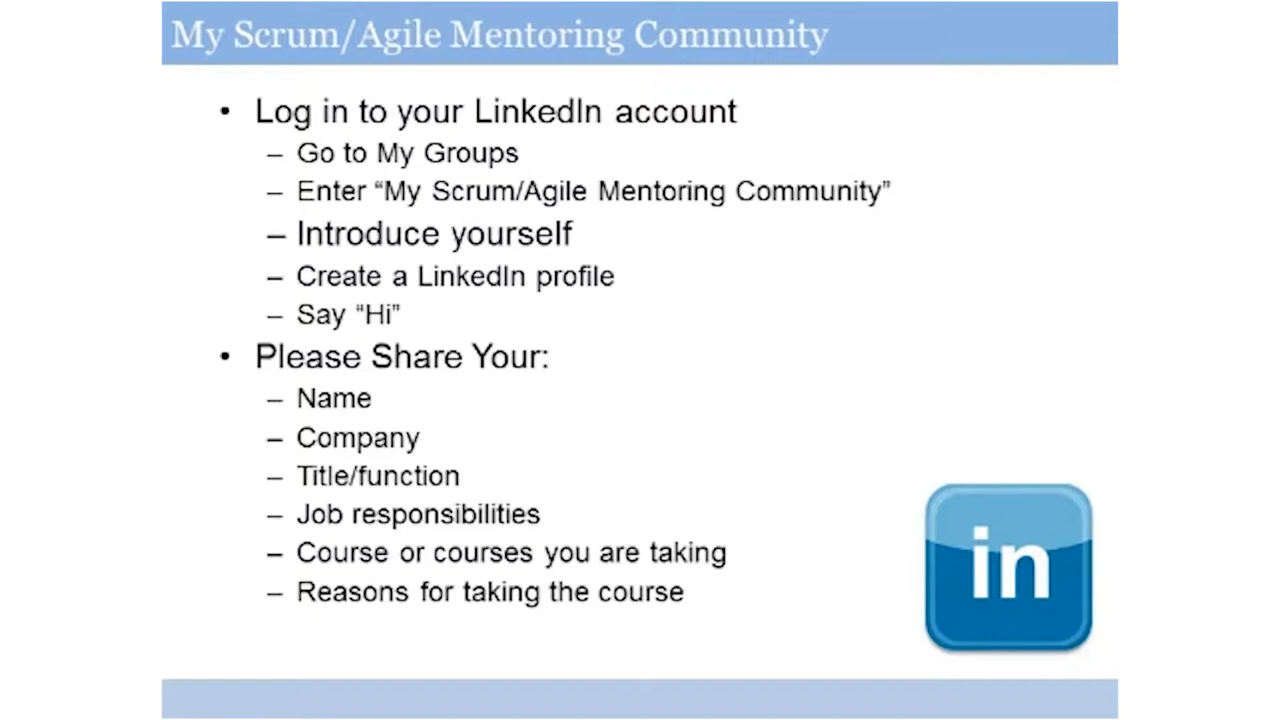 My Scrum/Agile Mentoring Community
• Log in to your LinkedIn account
– Go to My Groups
– Enter “My Scrum/Agile Mentoring Community”
– Introduce yourself
– Create a LinkedIn profile
– Say “Hi”
• Please Share Your:
– Name
– Company
– Title/function
– Job responsibilities
– Course or courses you are taking
– Reasons for taking the course
in